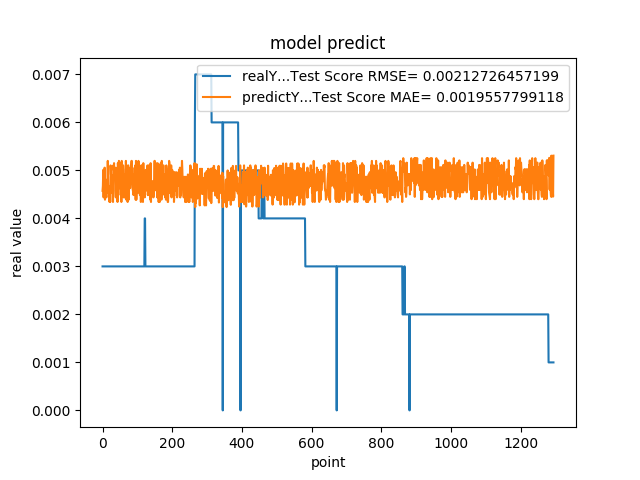 model predict
realY...Test Score RMSE= 0.00212726457199
predictY...Test Score MAE= 0.0019557799118
0.007
0.006
0.005
0.004
0.003
0.002
0.001
0.000
real value
0 200 400 600 800 1000 1200
point